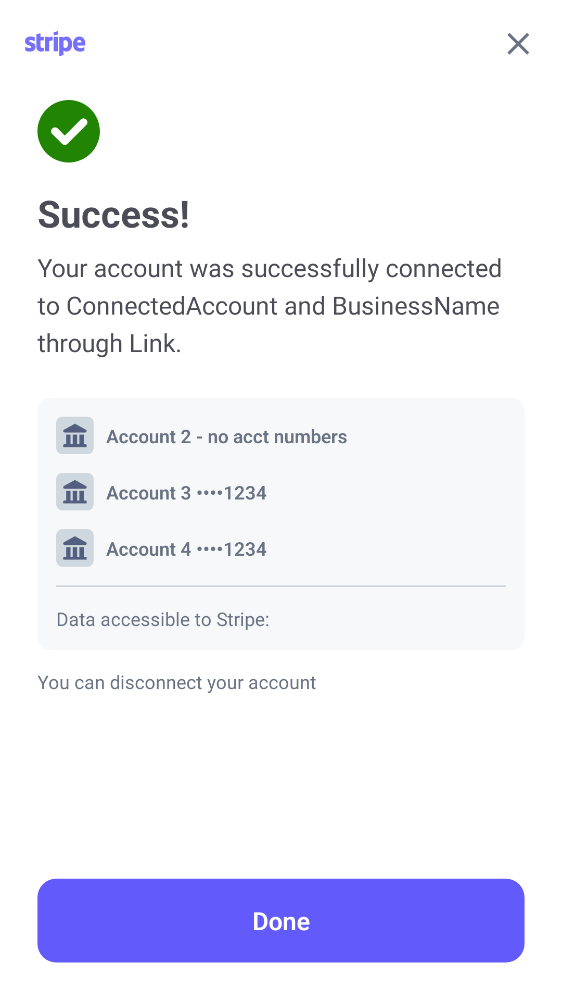 stripe
Success!
Your account was successfully connected
to ConnectedAccount and BusinessName
through Link.
Account 2 - no acct numbers
Account 3 ••••1234
Account 4 ••••1234
Data accessible to Stripe:
You can disconnect your account
Done